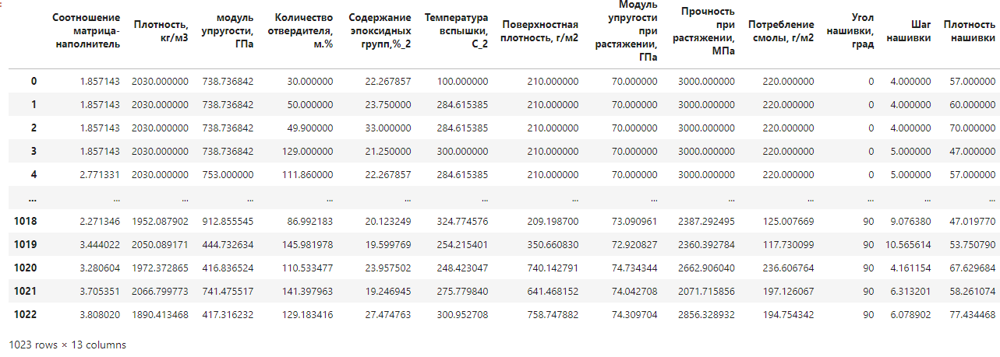 Соотношение матрица-наполнитель Плотность, кг/м3 модуль упругости, ГПа Количество отвердителя, м.% Содержание эпоксидных групп,%_2 Температура вспышки, С_2 Поверхностная плотность, г/м2 Модуль упругости при растяжении, ГПа Прочность при растяжении, МПа Потребление смолы, г/м2 Угол нашивки, град Шаг нашивки Плотность нашивки
0 1.857143 2030.000000 738.736842 30.000000 22.267857 100.000000 210.000000 70.000000 3000.000000 220.000000 0 4.000000 57.000000
1 1.857143 2030.000000 738.736842 50.000000 23.750000 284.615385 210.000000 70.000000 3000.000000 220.000000 0 4.000000 60.000000
2 1.857143 2030.000000 738.736842 49.900000 33.000000 284.615385 210.000000 70.000000 3000.000000 220.000000 0 4.000000 70.000000
3 1.857143 2030.000000 738.736842 129.000000 21.250000 300.000000 210.000000 70.000000 3000.000000 220.000000 0 5.000000 47.000000
4 2.771331 2030.000000 753.000000 111.860000 22.267857 284.615385 210.000000 70.000000 3000.000000 220.000000 0 5.000000 57.000000
... ... ... ... ... ... ... ... ... ... ... ... ... ...
1018 2.271346 1952.087902 912.855545 86.992183 20.123249 324.774576 209.198700 73.090961 2387.292495 125.007669 90 9.076380 47.019770
1019 3.444022 2050.089171 444.732634 145.981978 19.599769 254.215401 350.660830 72.920827 2360.392784 117.730099 90 10.565614 53.750790
1020 3.280604 1972.372865 416.836524 110.533477 23.957502 248.423047 740.142791 74.734344 2662.906040 236.606764 90 4.161154 67.629684
1021 3.705351 2066.799773 741.475517 141.397963 19.246945 275.779840 641.468152 74.042708 2071.715856 197.126067 90 6.313201 58.261074
1022 3.808020 1890.413468 417.316232 129.183416 27.474763 300.952708 758.747882 74.309704 2856.328932 194.754342 90 6.078902 77.434468
1023 rows × 13 columns